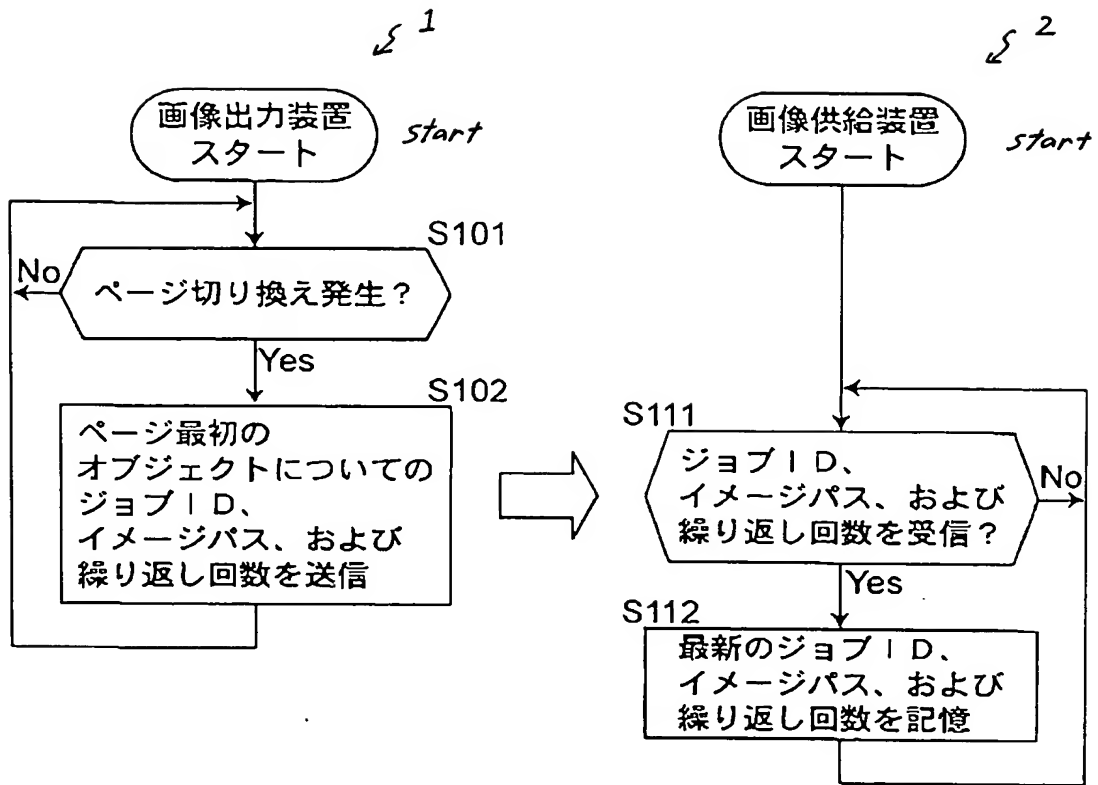 1
画像出力装置
スタート
start
S101
No
ページ切り換え発生？
Yes
S102
ページ最初の
オブジェクトについての
ジョブＩＤ、
イメージパス、および
繰り返し回数を送信
2
画像供給装置
スタート
start
S111
ジョブＩＤ、
イメージパス、および
繰り返し回数を受信？
No
Yes
S112
最新のジョブＩＤ、
イメージパス、および
繰り返し回数を記憶